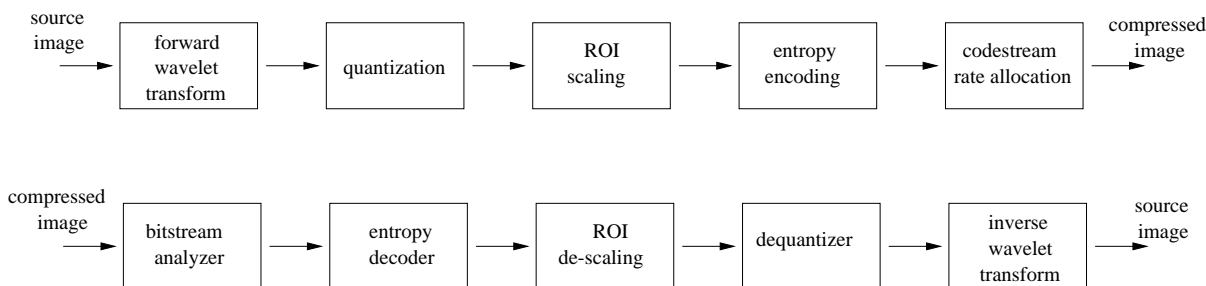 source
image
forward
wavelet
transform
quantization
ROI
scaling
entropy
encoding
codestream
rate allocation
compressed
image
compressed
image
bitstream
analyzer
entropy
decoder
ROI
de-scaling
dequantizer
inverse
wavelet
transform
source
image